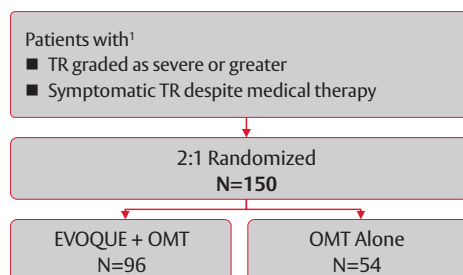 Patients with¹
■ TR graded as severe or greater
■ Symptomatic TR despite medical therapy
2:1 Randomized
N=150
EVOQUE + OMT
N=96
OMT Alone
N=54